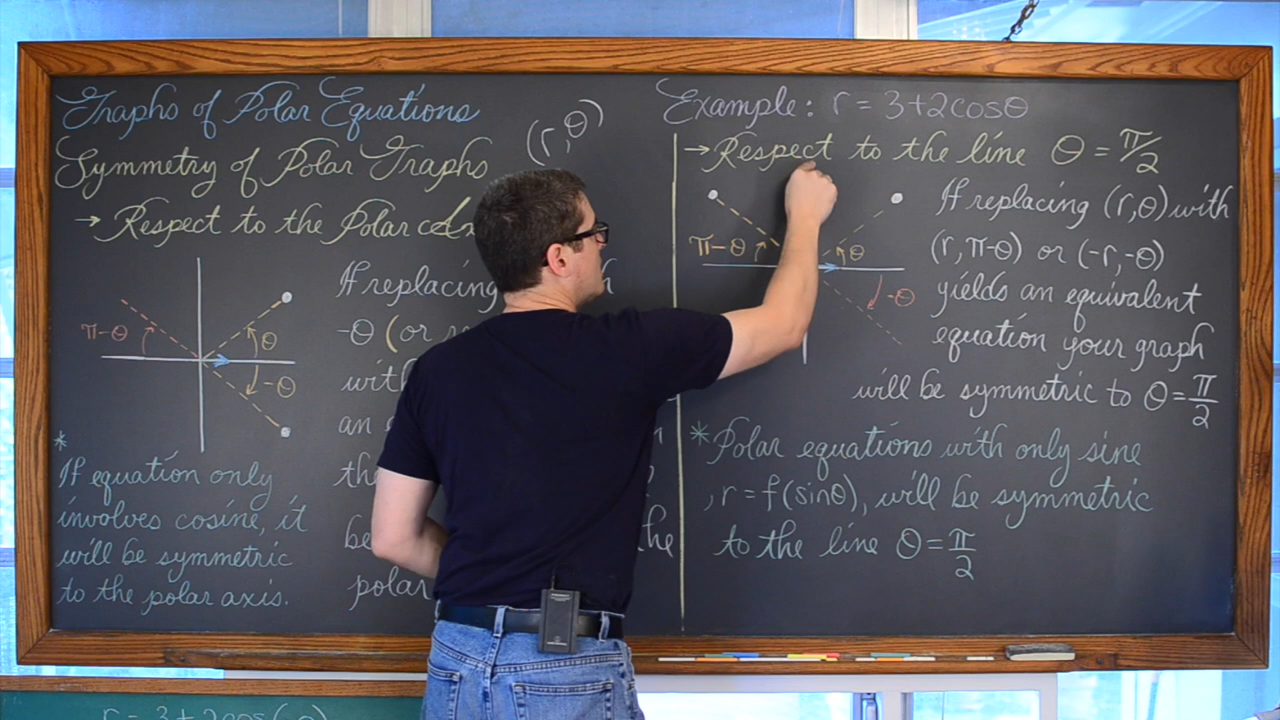 Graphs of Polar Equations
(r, θ)
Symmetry of Polar Graphs
→ Respect to the Polar
π-θ
θ
-θ
If replacing
-θ (or
with
an
the
be
polar
*
If equation only
involves cosine, it
will be symmetric
to the polar axis.
the
Example: r = 3+2cosθ
→ Respect to the line θ = π/2
π-θ
θ
-θ
If replacing (r,θ) with
(r, π-θ) or (-r,-θ)
yields an equivalent
equation your graph
will be symmetric to θ = π/2
* Polar equations with only sine
, r = f(sinθ), will be symmetric
to the line θ = π/2